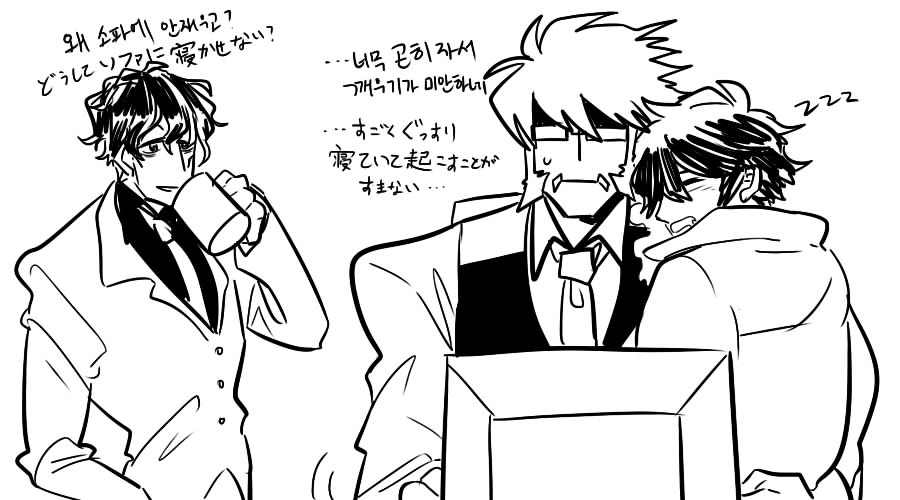 왜 소파에 안재우고?
どうしてソファに寝かせない?
…너무 곤히 자서
깨우기가 미안하네
…すごくぐっすり
寝ていて起こすことが
すまない…
zzz